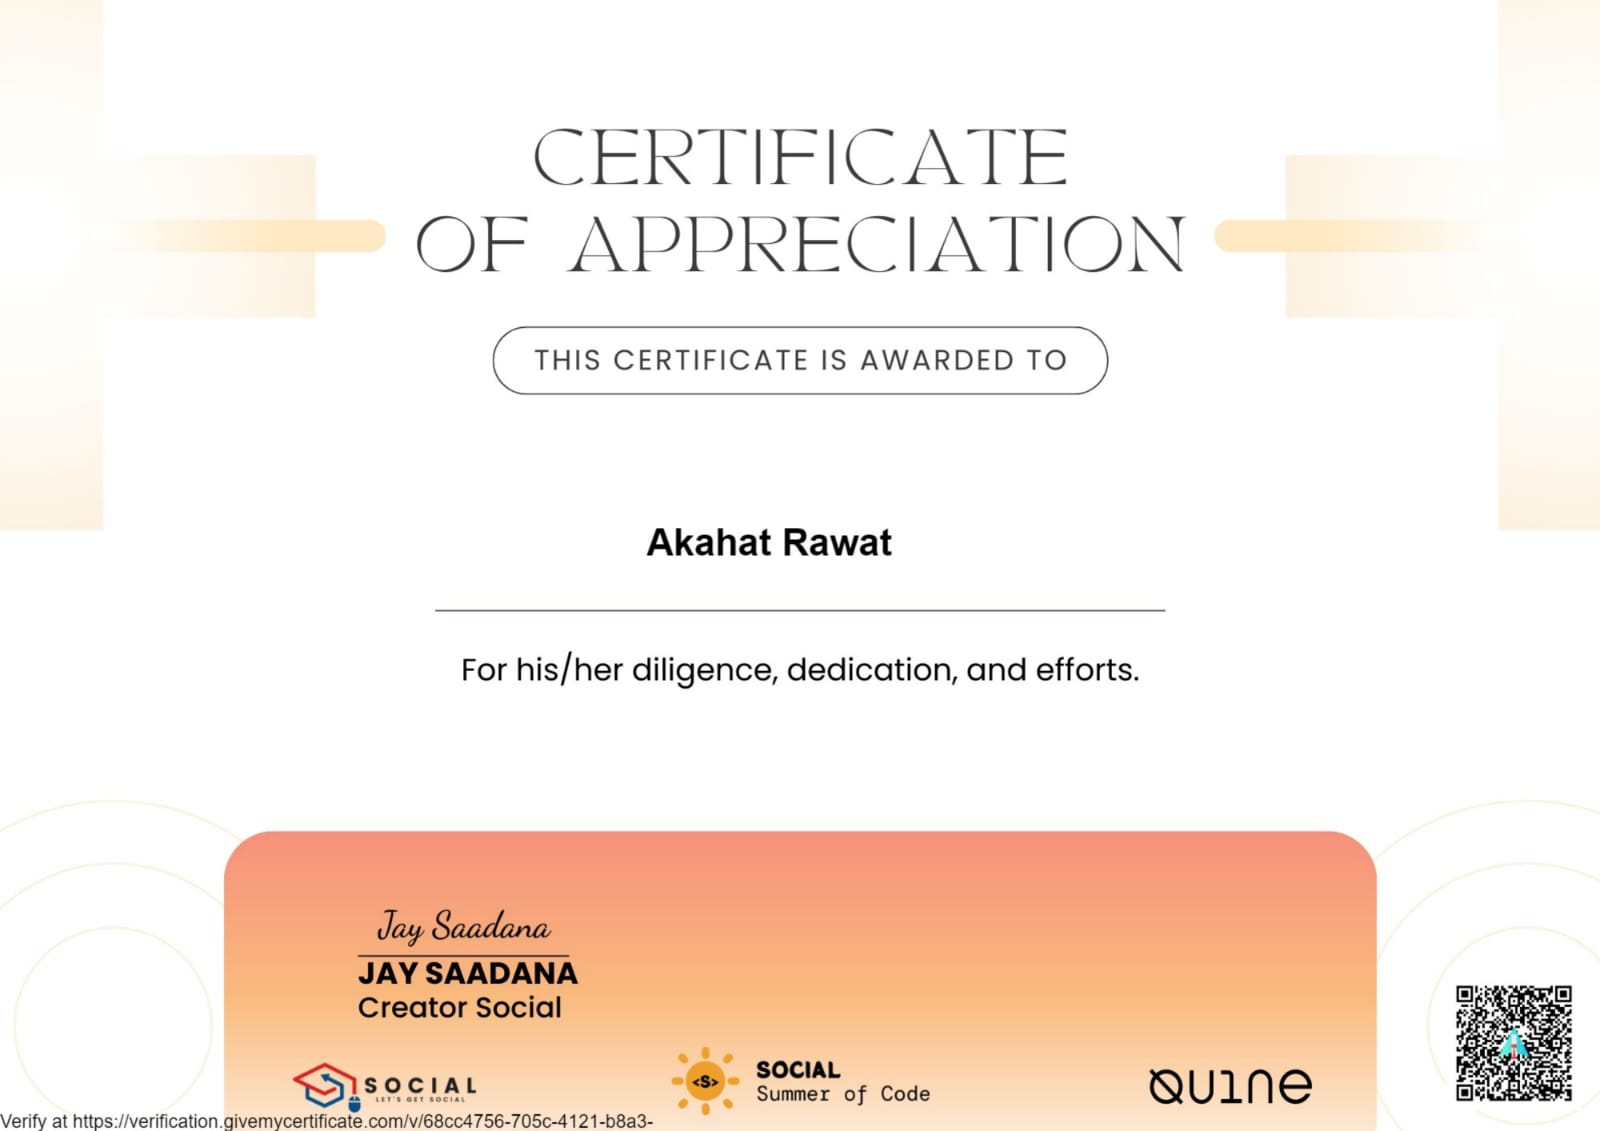 CERTIFICATE
OF APPRECIATION
THIS CERTIFICATE IS AWARDED TO
Akahat Rawat
For his/her diligence, dedication, and efforts.
Jay Saadana
JAY SAADANA
Creator Social
SOCIAL
LET'S GET SOCIAL
<S>
SOCIAL
Summer of Code
QU1ne
Verify at https://verification.givemycertificate.com/v/68cc4756-705c-4121-b8a3-